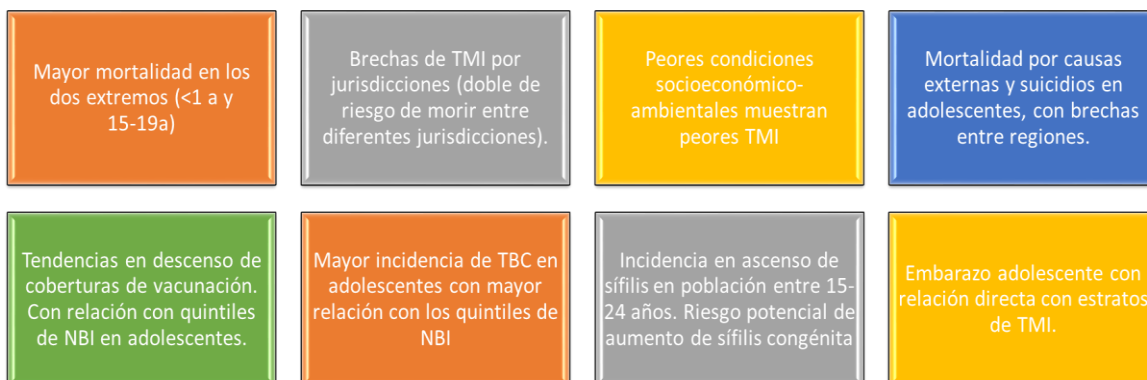 Mayor mortalidad en los
dos extremos (<1 a y
15-19a)
Brechas de TMI por
jurisdicciones (doble de
riesgo de morir entre
diferentes jurisdicciones).
Peores condiciones
socioeconómico-
ambientales muestran
peores TMI
Mortalidad por causas
externas y suicidios en
adolescentes, con brechas
entre regiones.
Tendencias en descenso de
coberturas de vacunación.
Con relación con quintiles
de NBI en adolescentes.
Mayor incidencia de TBC en
adolescentes con mayor
relación con los quintiles de
NBI
Incidencia en ascenso de
sífilis en población entre 15-
24 años. Riesgo potencial de
aumento de sífilis congénita
Embarazo adolescente con
relación directa con estratos
de TMI.